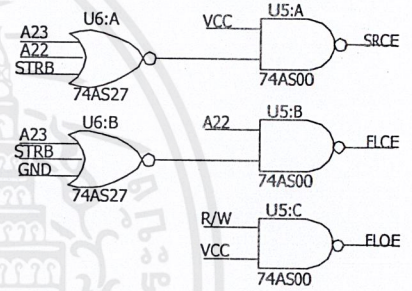 U6:A
A23
A22
STRB
74AS27
VCC
U5:A
SRCE
74AS00
U6:B
A23
STRB
GND
74AS27
A22
U5:B
FLCE
74AS00
R/W
VCC
U5:C
FLOE
74AS00